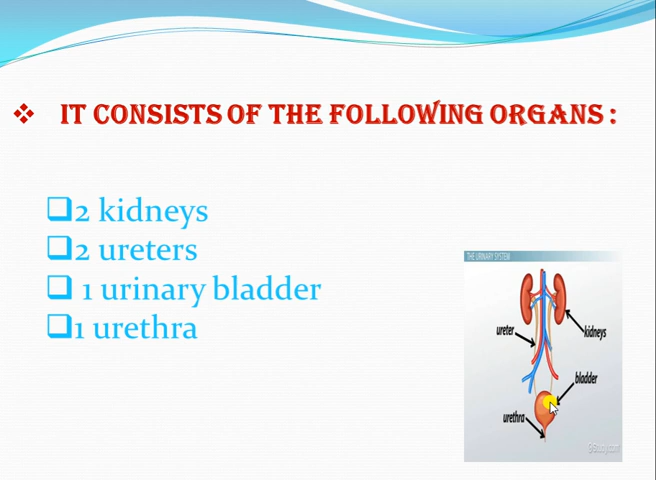 IT CONSISTS OF THE FOLLOWING ORGANS :
2 kidneys
2 ureters
1 urinary bladder
1 urethra
THE URINARY SYSTEM
ureter
kidneys
bladder
urethra